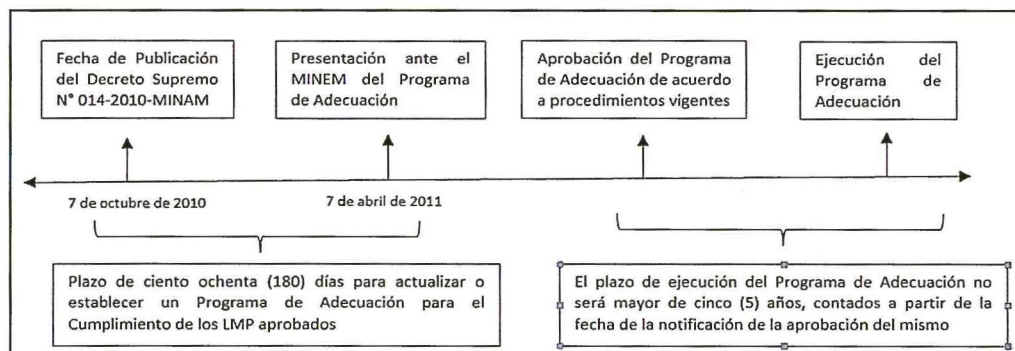 Fecha de Publicación
del Decreto Supremo
N° 014-2010-MINAM
Presentación ante el
MINEM del Programa
de Adecuación
Aprobación del Programa
de Adecuación de acuerdo
a procedimientos vigentes
Ejecución del
Programa de
Adecuación
7 de octubre de 2010
7 de abril de 2011
Plazo de ciento ochenta (180) días para actualizar o
establecer un Programa de Adecuación para el
Cumplimiento de los LMP aprobados
El plazo de ejecución del Programa de Adecuación no
será mayor de cinco (5) años, contados a partir de la
fecha de la notificación de la aprobación del mismo